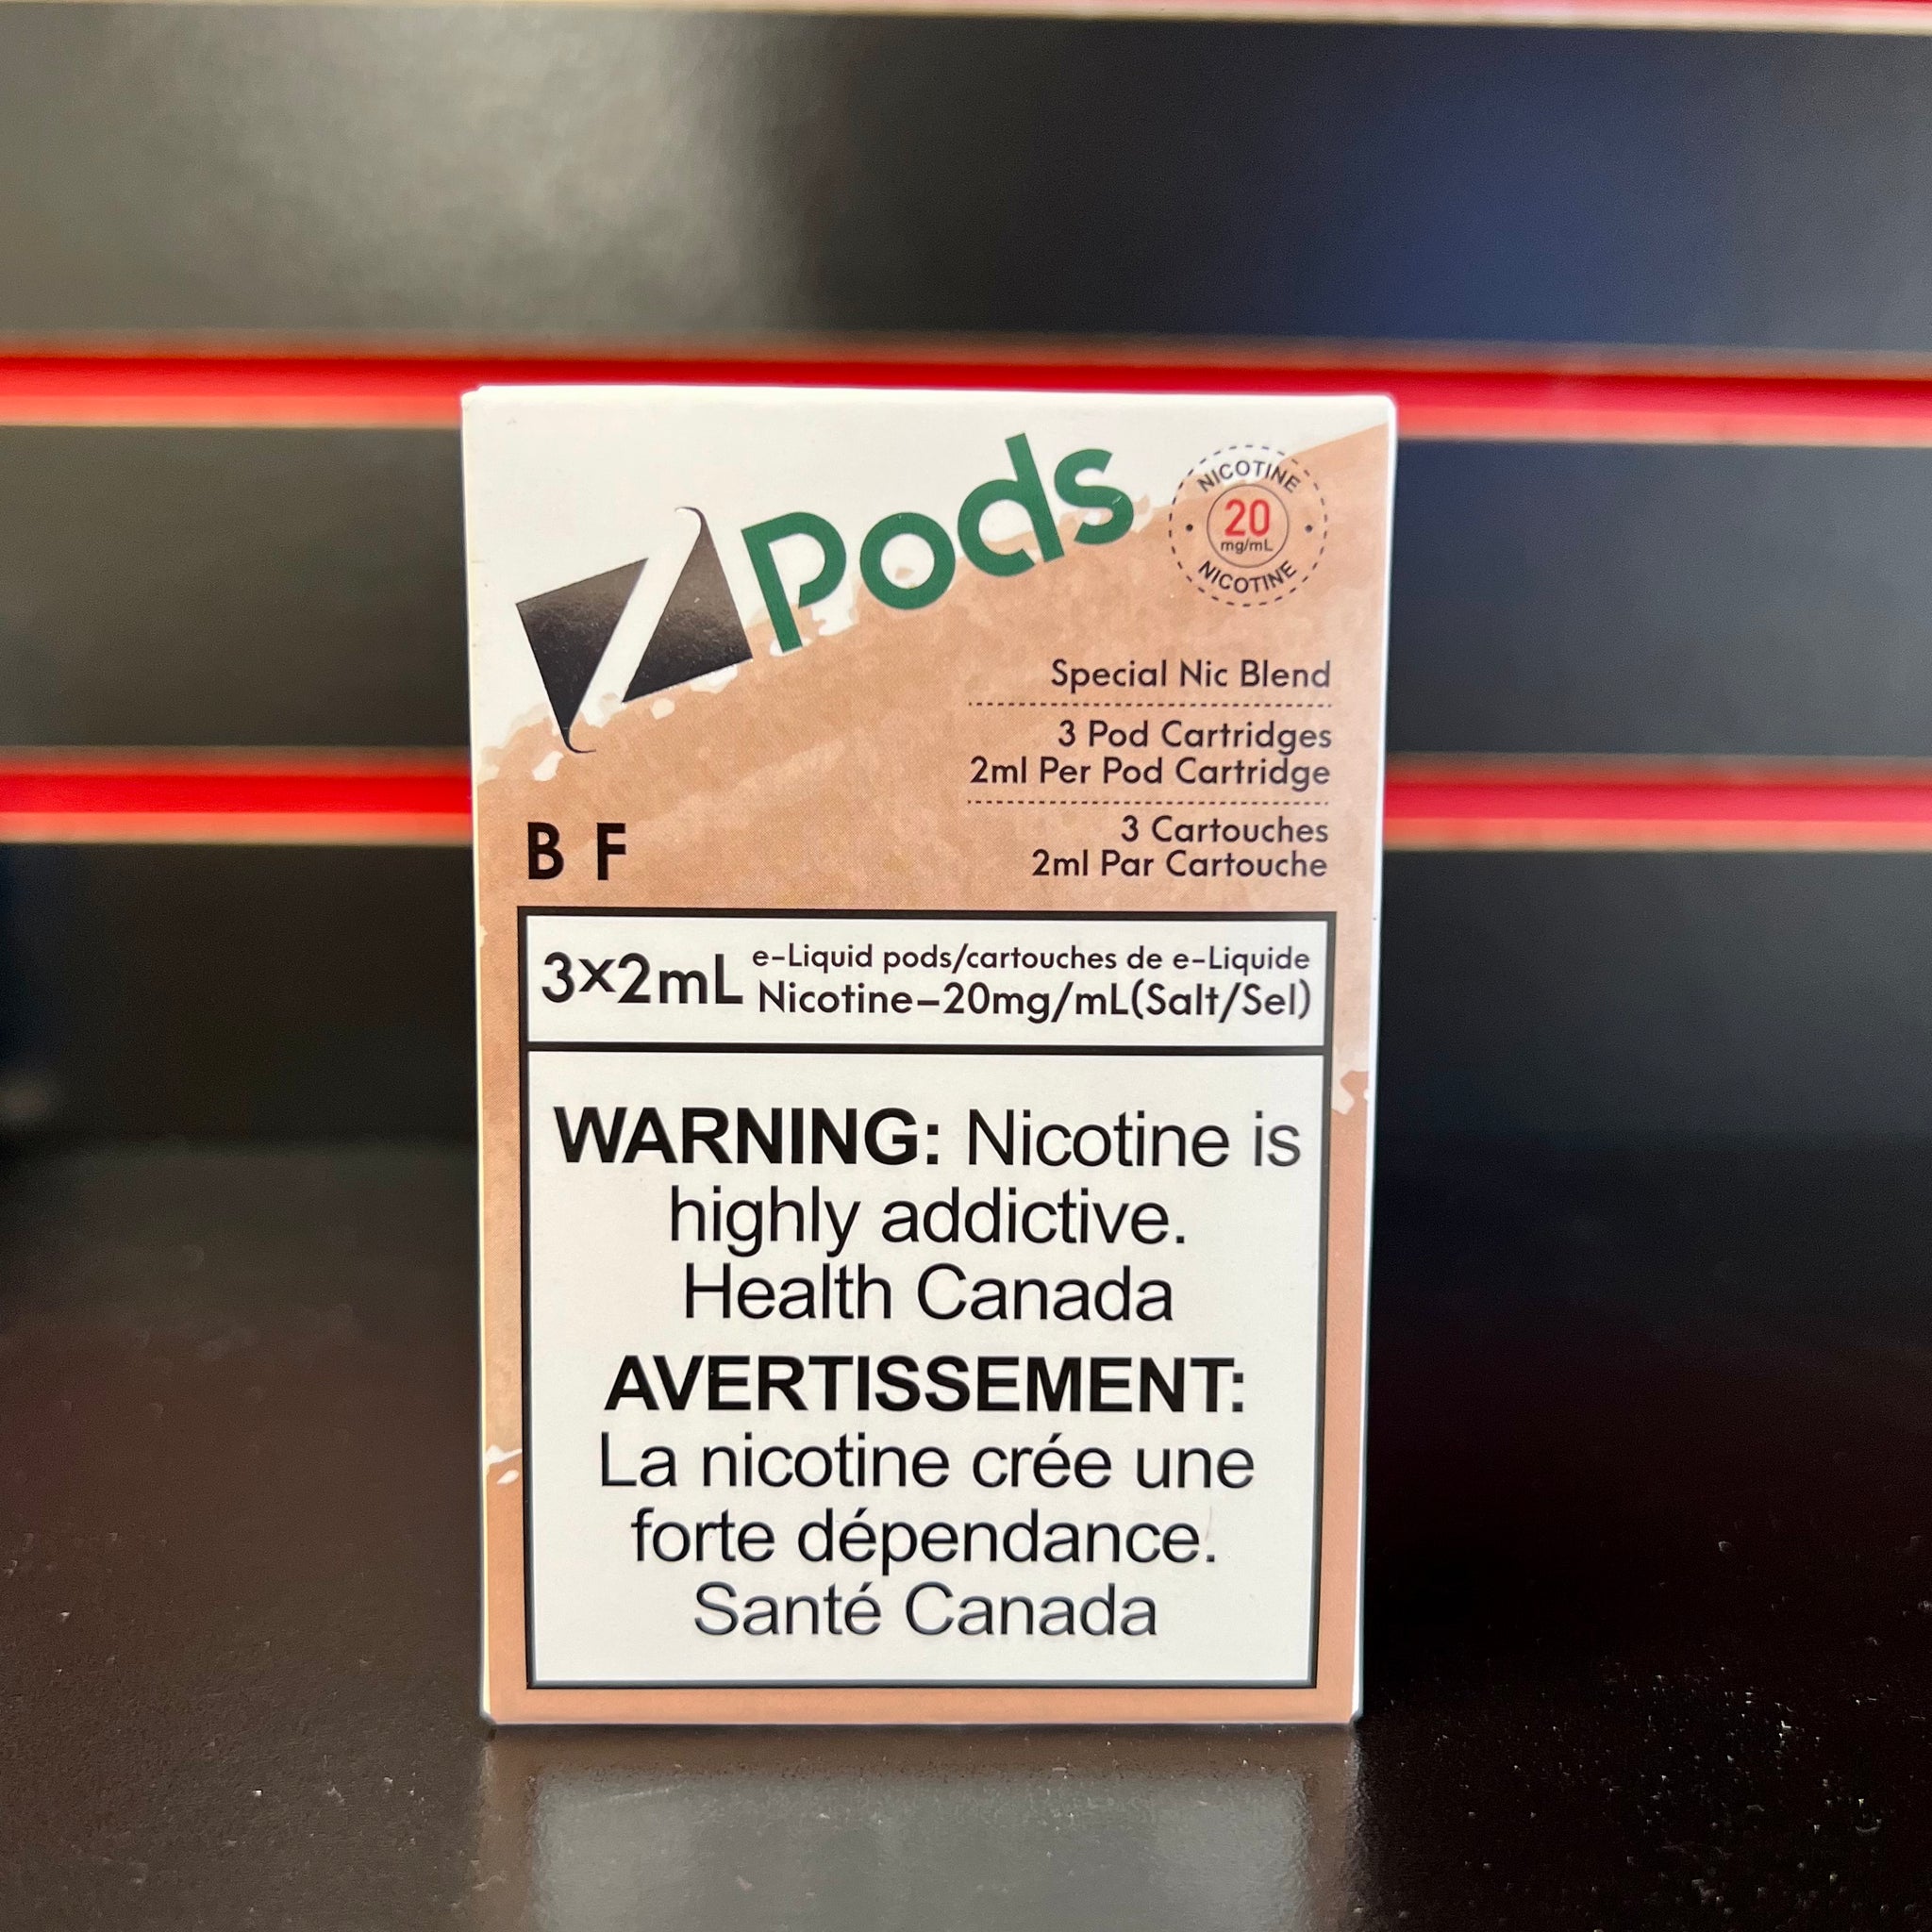 Z Pods
NICOTINE
20
mg/mL
NICOTINE
Special Nic Blend
3 Pod Cartridges
2ml Per Pod Cartridge
3 Cartouches
2ml Par Cartouche
B F
3×2mL
e-Liquid pods/cartouches de e-Liquide
Nicotine–20mg/mL(Salt/Sel)
WARNING: Nicotine is
highly addictive.
Health Canada
AVERTISSEMENT:
La nicotine crée une
forte dépendance.
Santé Canada